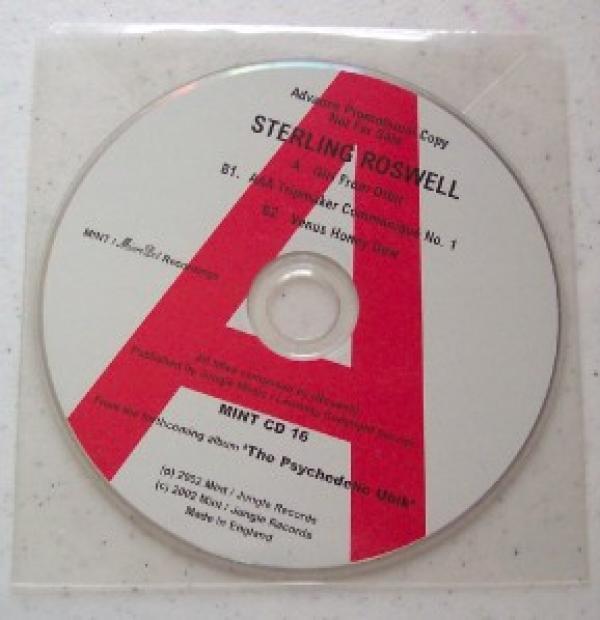 A
Advance Promotional Copy
Not For Sale
STERLING ROSWELL
A. Girl From Orbit
B1. AAA Tripmaker Communique No. 1
B2. Venus Honey Dew
MINT / Recordings
All titles composed by (Roswell)
Published by Jungle Music /
MINT CD 16
From the forthcoming album "The Psychedelic Ubik"
(p) 2002 Mint / Jungle Records
(c) 2002 Mint / Jungle Records
Made In England